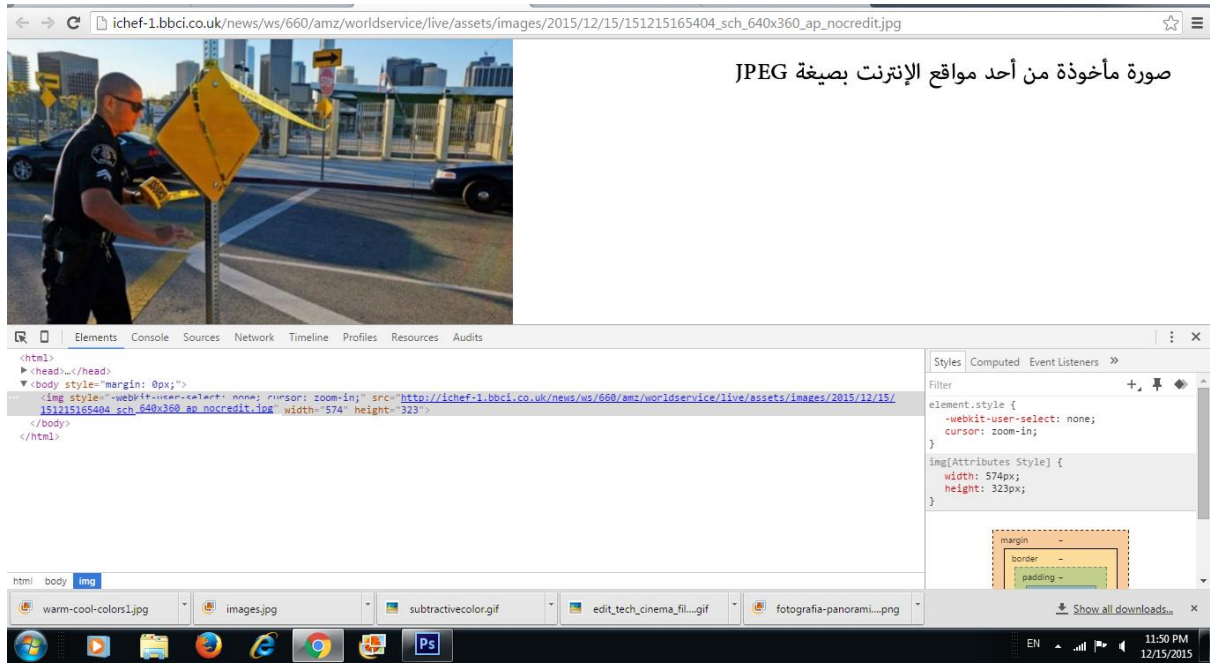 ichef-1.bbci.co.uk/news/ws/660/amz/worldservice/live/assets/images/2015/12/15/151215165404_sch_640x360_ap_nocredit.jpg
صورة مأخوذة من أحد مواقع الإنترنت بصيغة JPEG
Elements Console Sources Network Timeline Profiles Resources Audits
<html>
<head>…</head>
<body style="margin: 0px;">
<img style="-webkit-user-select: none; cursor: zoom-in;" src="http://ichef-1.bbci.co.uk/news/ws/660/amz/worldservice/live/assets/images/2015/12/15/
151215165404_sch_640x360_ap_nocredit.jpg" width="574" height="323">
</body>
</html>
html body img
Styles Computed Event Listeners »
Filter
element.style {
-webkit-user-select: none;
cursor: zoom-in;
}
img[Attributes Style] {
width: 574px;
height: 323px;
}
margin –
border –
padding –
warm-cool-colors1.jpg images.jpg subtractivecolor.gif edit_tech_cinema_fil....gif fotografia-panorami....png Show all downloads...
Ps
EN 11:50 PM
12/15/2015